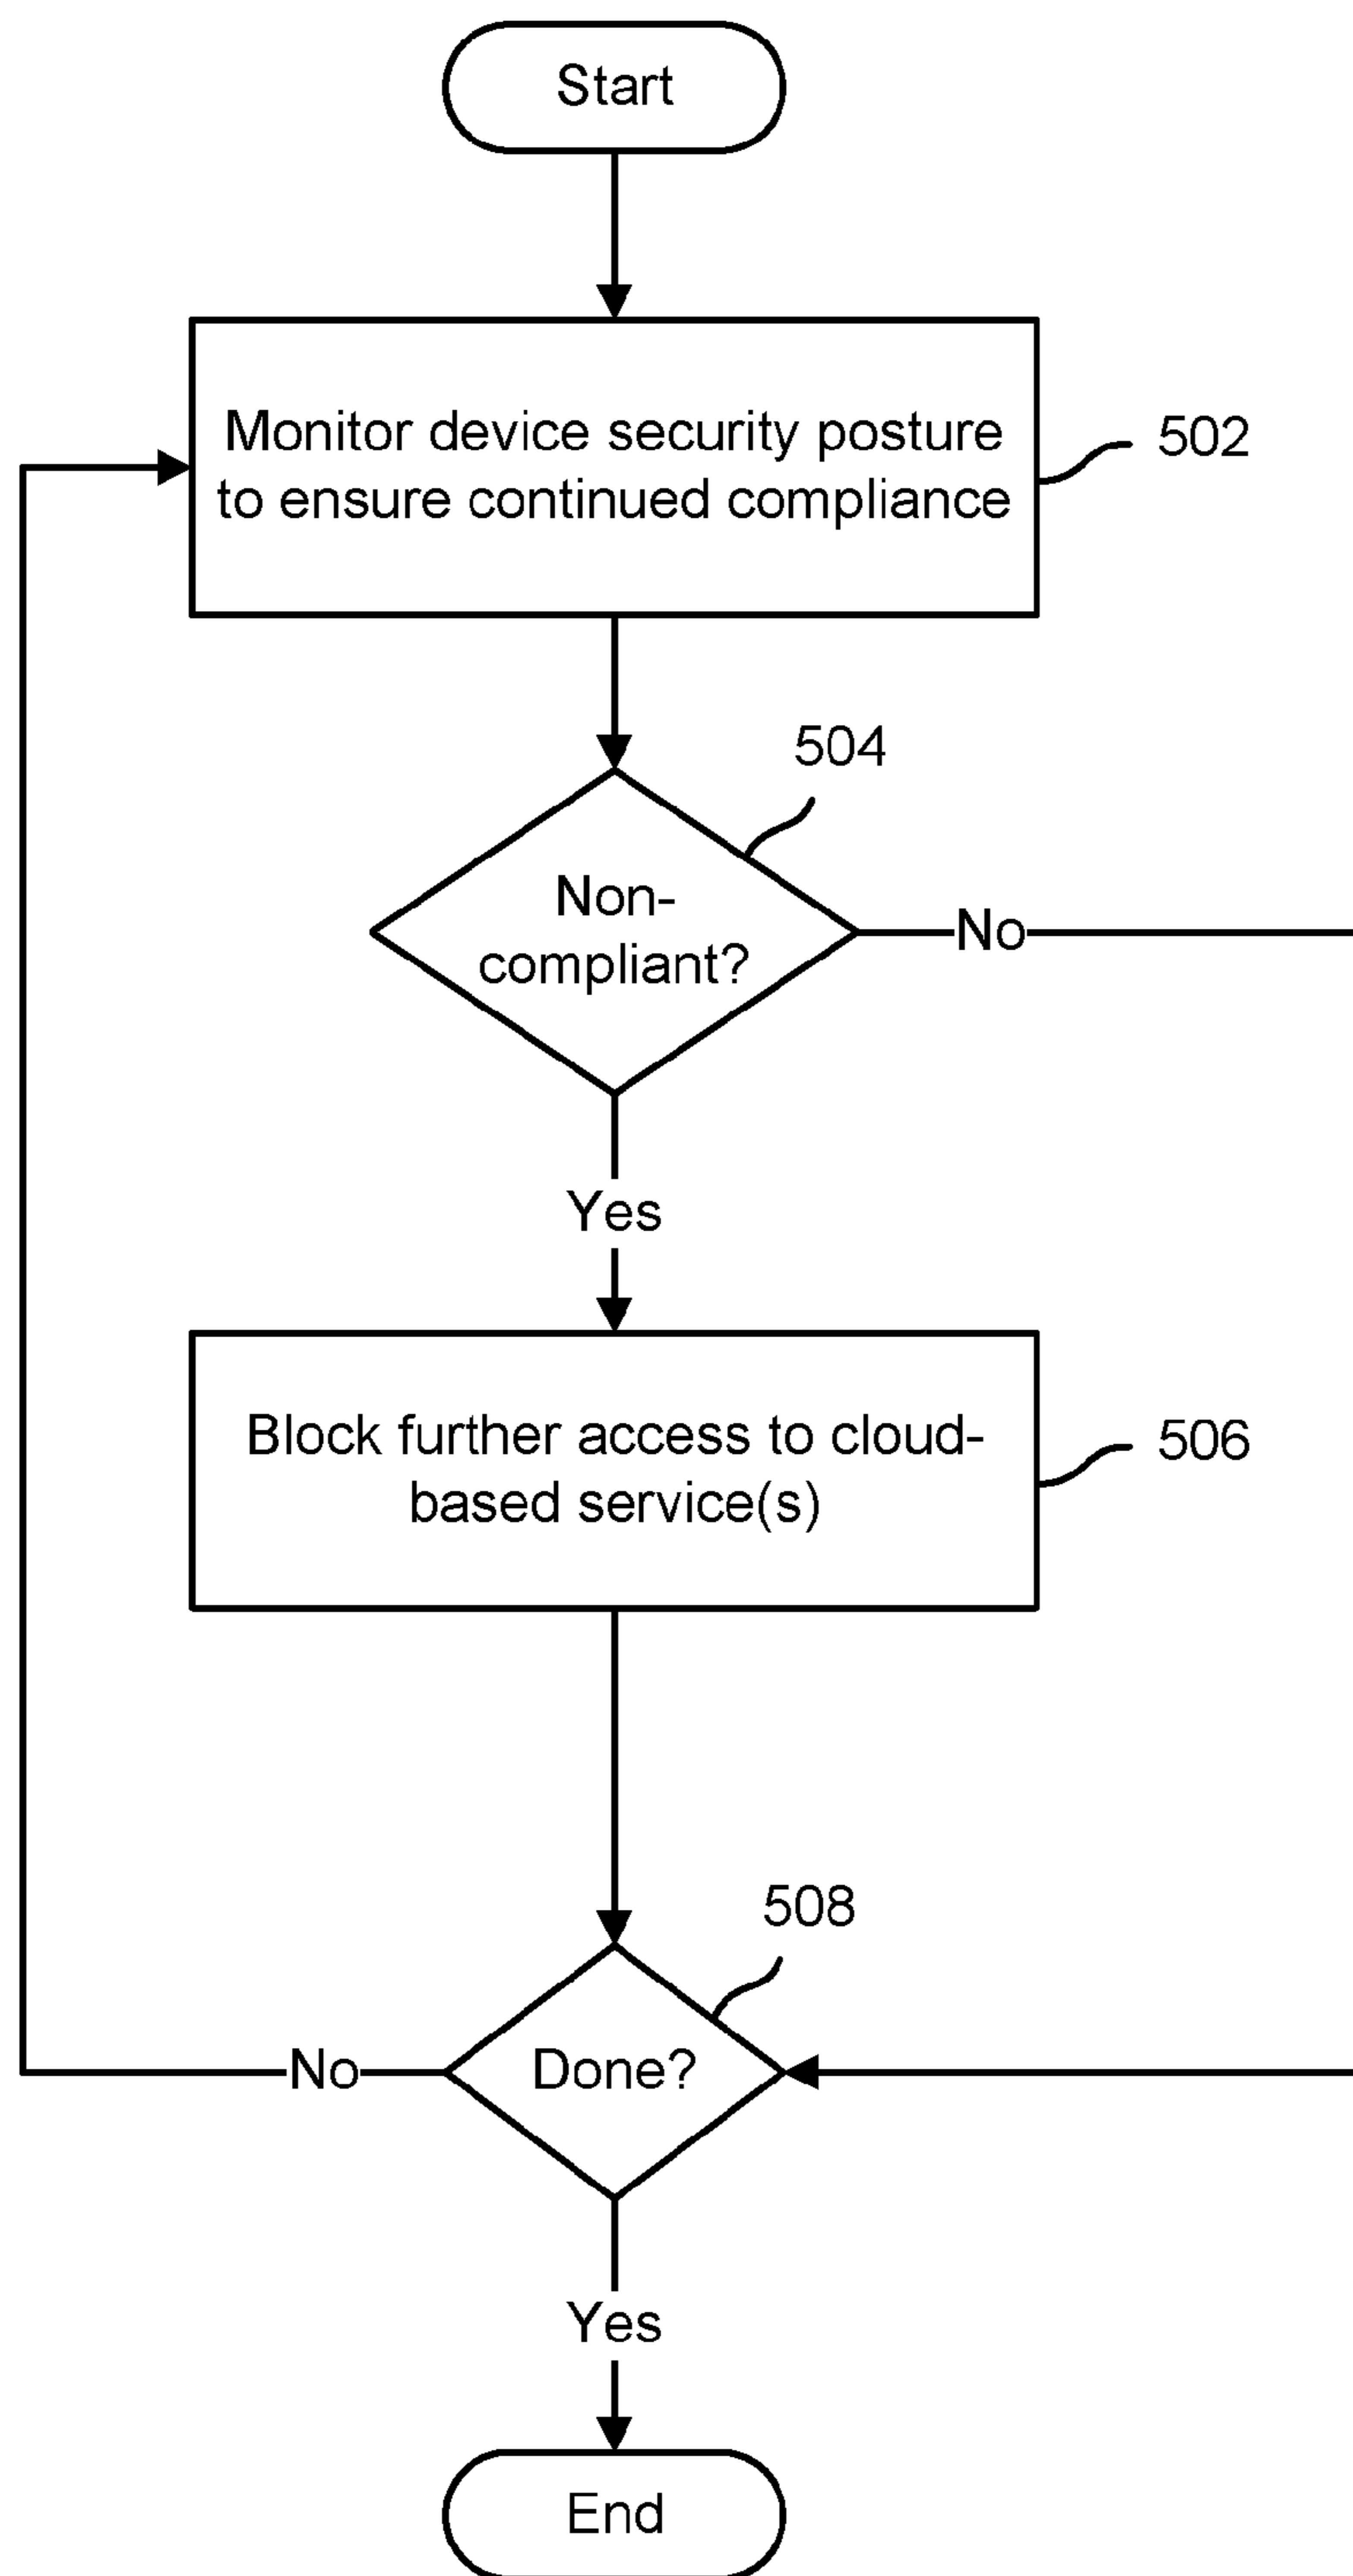 Start
Monitor device security posture
to ensure continued compliance
502
504
Non-
compliant?
No
Yes
Block further access to cloud-
based service(s)
506
508
No
Done?
Yes
End